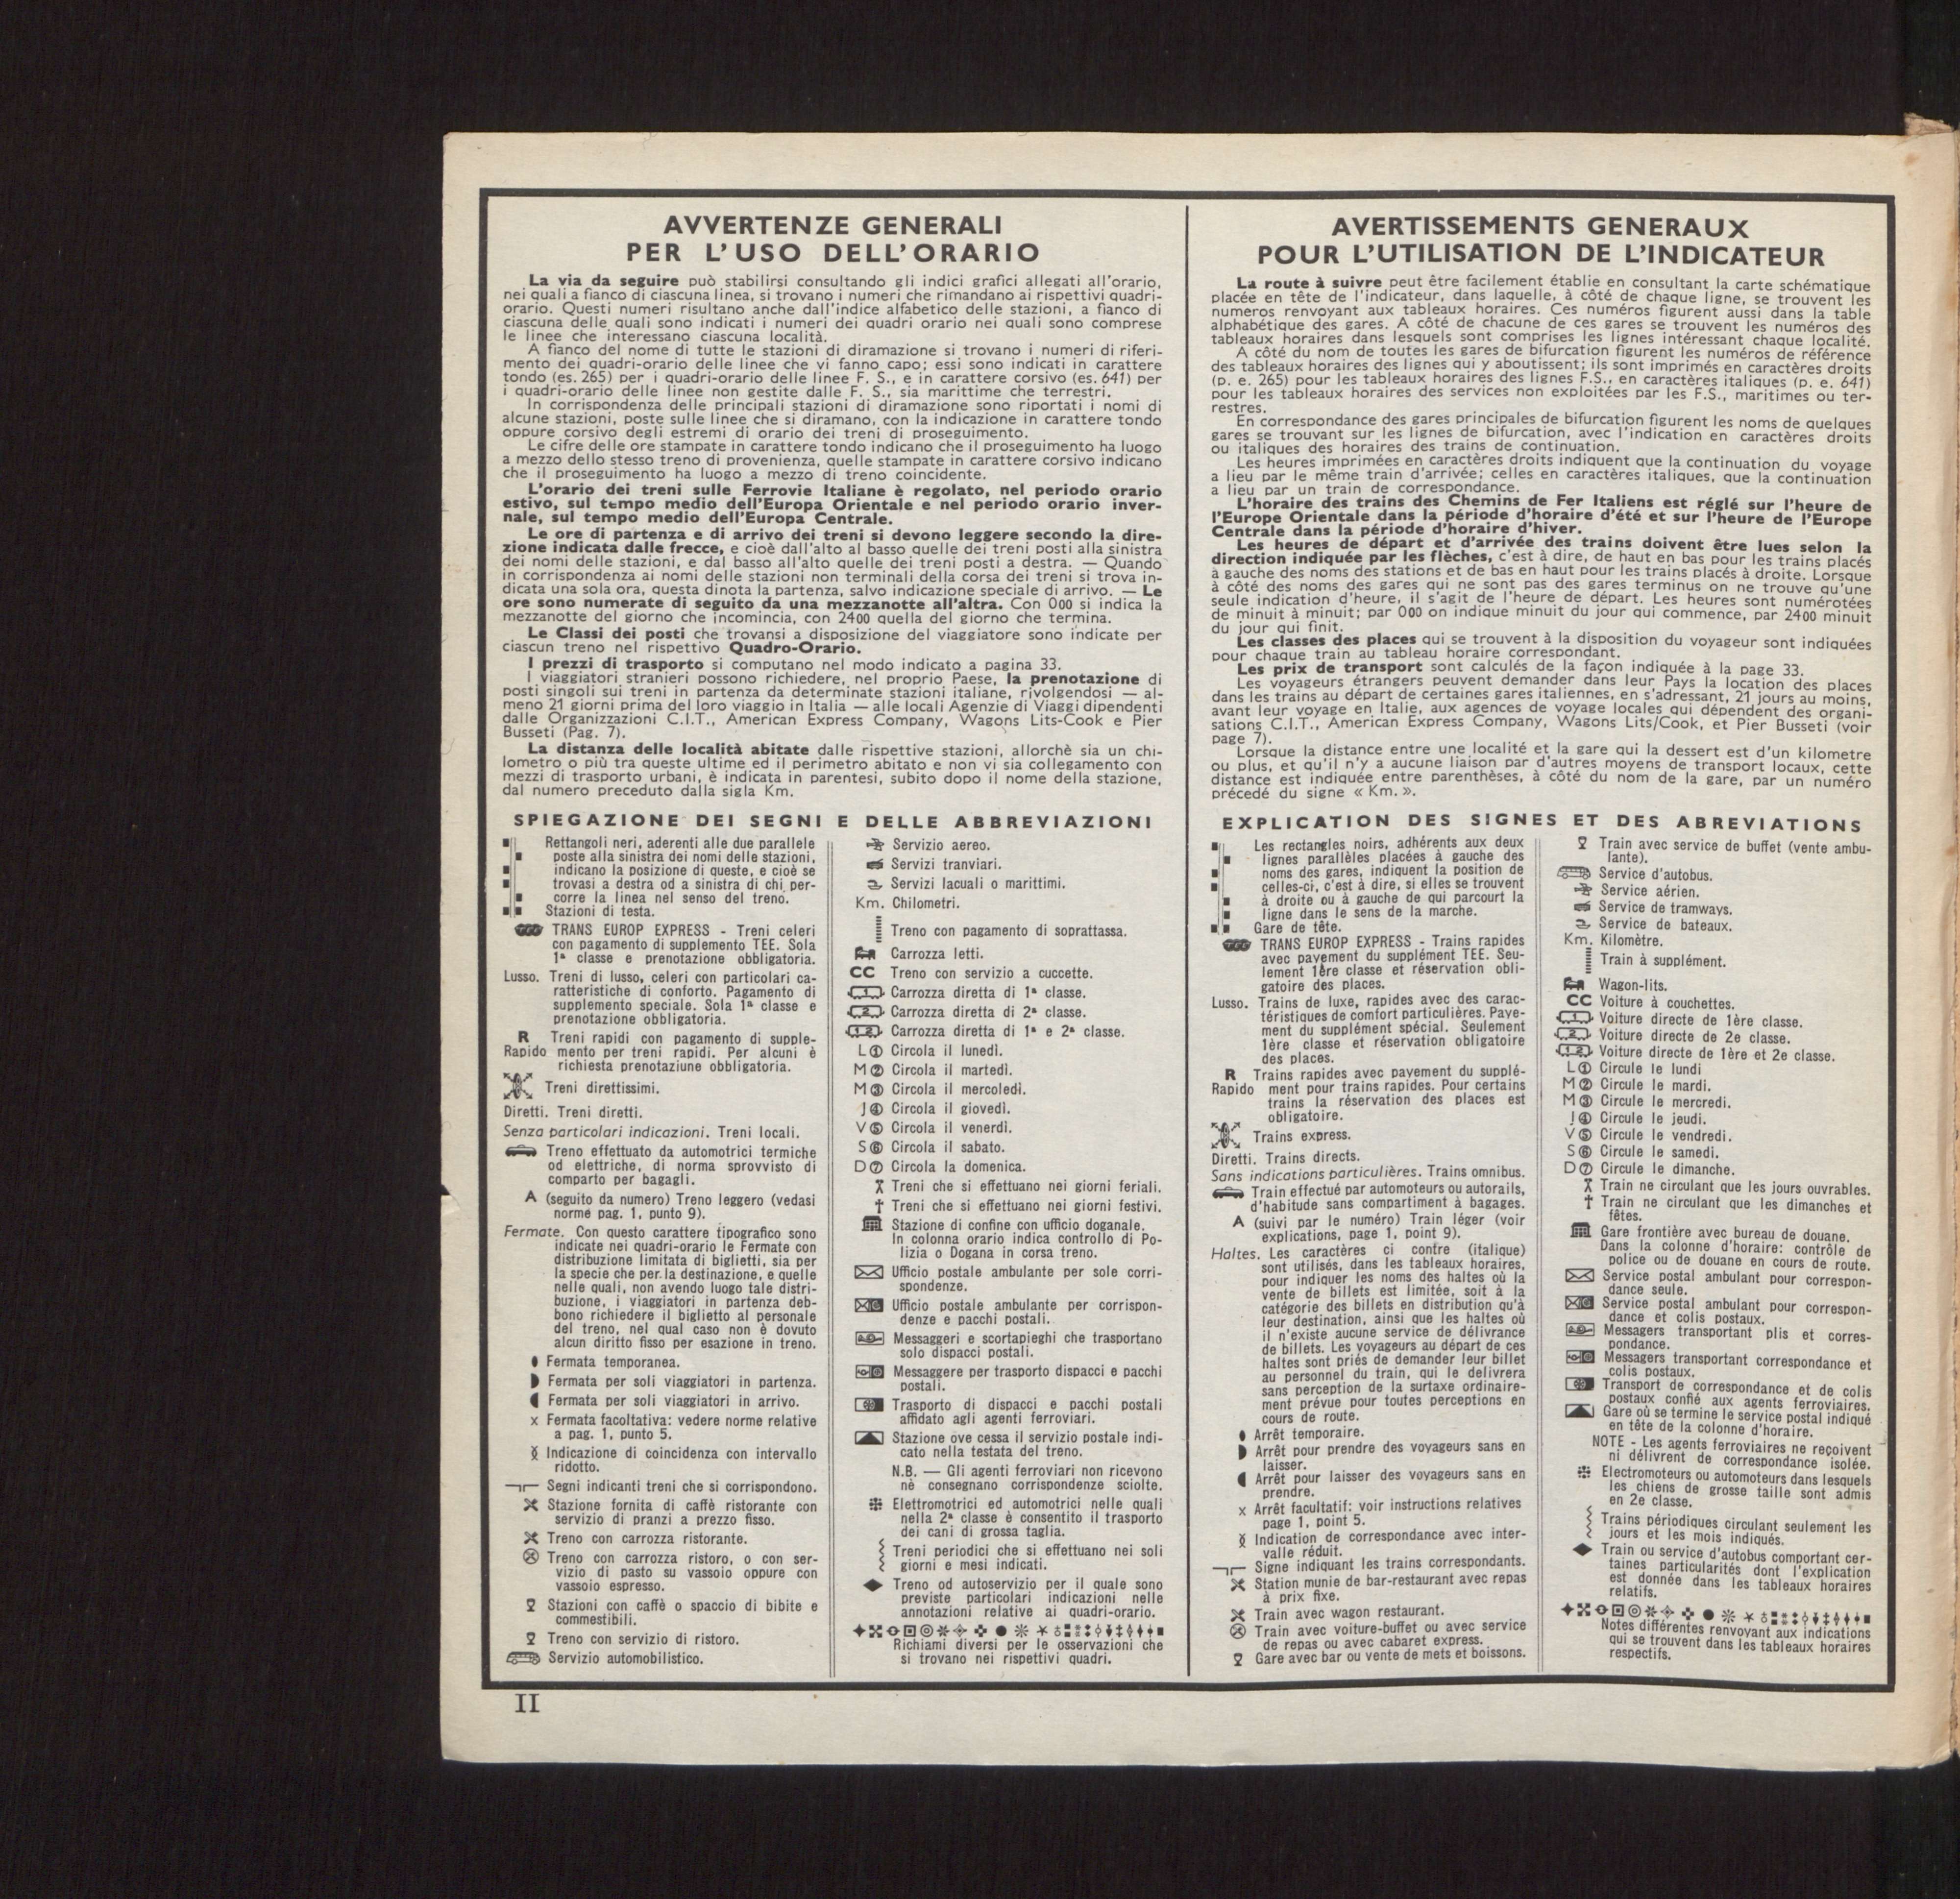 AVVERTENZE GENERALI
PER L'USO DELL'ORARIO
La via da seguire può stabilirsi consultando gli indici grafici allegati all'orario,
nei quali a fianco di ciascuna linea, si trovano i numeri che rimandano ai rispettivi quadri-
orario. Questi numeri risultano anche dall'indice alfabetico delle stazioni, a fianco di
ciascuna delle quali sono indicati i numeri dei quadri orario nei quali sono comprese
le linee che interessano ciascuna località.
A fianco del nome di tutte le stazioni di diramazione si trovano i numeri di riferi-
mento dei quadri-orario delle linee che vi fanno capo; essi sono indicati in carattere
tondo (es. 265) per i quadri-orario delle linee F. S., e in carattere corsivo (es. 641) per
i quadri-orario delle linee non gestite dalle F. S., sia marittime che terrestri.
In corrispondenza delle principali stazioni di diramazione sono riportati i nomi di
alcune stazioni, poste sulle linee che si diramano, con la indicazione in carattere tondo
oppure corsivo degli estremi di orario dei treni di proseguimento.
Le cifre delle ore stampate in carattere tondo indicano che il proseguimento ha luogo
a mezzo dello stesso treno di provenienza, quelle stampate in carattere corsivo indicano
che il proseguimento ha luogo a mezzo di treno coincidente.
L'orario dei treni sulle Ferrovie Italiane è regolato, nel periodo orario
estivo, sul tempo medio dell'Europa Orientale e nel periodo orario inver-
nale, sul tempo medio dell'Europa Centrale.
Le ore di partenza e di arrivo dei treni si devono leggere secondo la dire-
zione indicata dalle frecce, e cioè dall'alto al basso quelle dei treni posti alla sinistra
dei nomi delle stazioni, e dal basso all'alto quelle dei treni posti a destra. — Quando
in corrispondenza ai nomi delle stazioni non terminali della corsa dei treni si trova in-
dicata una sola ora, questa dinota la partenza, salvo indicazione speciale di arrivo. — Le
ore sono numerate di seguito da una mezzanotte all'altra. Con 000 si indica la
mezzanotte del giorno che incomincia, con 2400 quella del giorno che termina.
Le Classi dei posti che trovansi a disposizione del viaggiatore sono indicate per
ciascun treno nel rispettivo Quadro-Orario.
I prezzi di trasporto si computano nel modo indicato a pagina 33.
I viaggiatori stranieri possono richiedere, nel proprio Paese, la prenotazione di
posti singoli sui treni in partenza da determinate stazioni italiane, rivolgendosi — al-
meno 21 giorni prima del loro viaggio in Italia — alle locali Agenzie di Viaggi dipendenti
dalle Organizzazioni C.I.T., American Express Company, Wagons Lits-Cook e Pier
Busseti (Pag. 7).
La distanza delle località abitate dalle rispettive stazioni, allorchè sia un chi-
lometro o più tra queste ultime ed il perimetro abitato e non vi sia collegamento con
mezzi di trasporto urbani, è indicata in parentesi, subito dopo il nome della stazione,
dal numero preceduto dalla sigla Km.
SPIEGAZIONE DEI SEGNI E DELLE ABBREVIAZIONI
Rettangoli neri, aderenti alle due parallele
poste alla sinistra dei nomi delle stazioni,
indicano la posizione di queste, e cioè se
trovasi a destra od a sinistra di chi per-
corre la linea nel senso del treno.
Stazioni di testa.
TRANS EUROP EXPRESS - Treni celeri
con pagamento di supplemento TEE. Sola
1ª classe e prenotazione obbligatoria.
Lusso. Treni di lusso, celeri con particolari ca-
ratteristiche di conforto. Pagamento di
supplemento speciale. Sola 1ª classe e
prenotazione obbligatoria.
R Treni rapidi con pagamento di supple-
Rapido mento per treni rapidi. Per alcuni è
richiesta prenotaziune obbligatoria.
Treni direttissimi.
Diretti. Treni diretti.
Senza particolari indicazioni. Treni locali.
Treno effettuato da automotrici termiche
od elettriche, di norma sprovvisto di
comparto per bagagli.
A (seguito da numero) Treno leggero (vedasi
norme pag. 1, punto 9).
Fermate. Con questo carattere tipografico sono
indicate nei quadri-orario le Fermate con
distribuzione limitata di biglietti, sia per
la specie che per la destinazione, e quelle
nelle quali, non avendo luogo tale distri-
buzione, i viaggiatori in partenza deb-
bono richiedere il biglietto al personale
del treno, nel qual caso non è dovuto
alcun diritto fisso per esazione in treno.
Fermata temporanea.
Fermata per soli viaggiatori in partenza.
Fermata per soli viaggiatori in arrivo.
x Fermata facoltativa: vedere norme relative
a pag. 1, punto 5.
Indicazione di coincidenza con intervallo
ridotto.
Segni indicanti treni che si corrispondono.
Stazione fornita di caffè ristorante con
servizio di pranzi a prezzo fisso.
Treno con carrozza ristorante.
Treno con carrozza ristoro, o con ser-
vizio di pasto su vassoio oppure con
vassoio espresso.
Stazioni con caffè o spaccio di bibite e
commestibili.
Treno con servizio di ristoro.
Servizio automobilistico.
Servizio aereo.
Servizi tranviari.
Servizi lacuali o marittimi.
Km. Chilometri.
Treno con pagamento di soprattassa.
Carrozza letti.
CC Treno con servizio a cuccette.
1 Carrozza diretta di 1ª classe.
2 Carrozza diretta di 2ª classe.
1 2 Carrozza diretta di 1ª e 2ª classe.
L ① Circola il lunedì.
M ② Circola il martedì.
M ③ Circola il mercoledì.
J ④ Circola il giovedì.
V ⑤ Circola il venerdì.
S ⑥ Circola il sabato.
D ⑦ Circola la domenica.
Treni che si effettuano nei giorni feriali.
† Treni che si effettuano nei giorni festivi.
Stazione di confine con ufficio doganale.
In colonna orario indica controllo di Po-
lizia o Dogana in corsa treno.
Ufficio postale ambulante per sole corri-
spondenze.
Ufficio postale ambulante per corrispon-
denze e pacchi postali.
Messaggeri e scortapieghi che trasportano
solo dispacci postali.
Messaggere per trasporto dispacci e pacchi
postali.
Trasporto di dispacci e pacchi postali
affidato agli agenti ferroviari.
Stazione ove cessa il servizio postale indi-
cato nella testata del treno.
N.B. — Gli agenti ferroviari non ricevono
nè consegnano corrispondenze sciolte.
Elettromotrici ed automotrici nelle quali
nella 2ª classe è consentito il trasporto
dei cani di grossa taglia.
Treni periodici che si effettuano nei soli
giorni e mesi indicati.
Treno od autoservizio per il quale sono
previste particolari indicazioni nelle
annotazioni relative ai quadri-orario.
Richiami diversi per le osservazioni che
si trovano nei rispettivi quadri.
II
AVERTISSEMENTS GENERAUX
POUR L'UTILISATION DE L'INDICATEUR
La route à suivre peut être facilement établie en consultant la carte schématique
placée en tête de l'indicateur, dans laquelle, à côté de chaque ligne, se trouvent les
numeros renvoyant aux tableaux horaires. Ces numéros figurent aussi dans la table
alphabétique des gares. A côté de chacune de ces gares se trouvent les numéros des
tableaux horaires dans lesquels sont comprises les lignes intéressant chaque localité.
A côté du nom de toutes les gares de bifurcation figurent les numéros de référence
des tableaux horaires des lignes qui y aboutissent; ils sont imprimés en caractères droits
(p. e. 265) pour les tableaux horaires des lignes F.S., en caractères italiques (p. e. 641)
pour les tableaux horaires des services non exploitées par les F.S., maritimes ou ter-
restres.
En correspondance des gares principales de bifurcation figurent les noms de quelques
gares se trouvant sur les lignes de bifurcation, avec l'indication en caractères droits
ou italiques des horaires des trains de continuation.
Les heures imprimées en caractères droits indiquent que la continuation du voyage
a lieu par le même train d'arrivée; celles en caractères italiques, que la continuation
a lieu par un train de correspondance.
L'horaire des trains des Chemins de Fer Italiens est réglé sur l'heure de
l'Europe Orientale dans la période d'horaire d'été et sur l'heure de l'Europe
Centrale dans la période d'horaire d'hiver.
Les heures de départ et d'arrivée des trains doivent être lues selon la
direction indiquée par les flèches, c'est à dire, de haut en bas pour les trains placés
à gauche des noms des stations et de bas en haut pour les trains placés à droite. Lorsque
à côté des noms des gares qui ne sont pas des gares terminus on ne trouve qu'une
seule indication d'heure, il s'agit de l'heure de départ. Les heures sont numérotées
de minuit à minuit; par 000 on indique minuit du jour qui commence, par 2400 minuit
du jour qui finit.
Les classes des places qui se trouvent à la disposition du voyageur sont indiquées
pour chaque train au tableau horaire correspondant.
Les prix de transport sont calculés de la façon indiquée à la page 33.
Les voyageurs étrangers peuvent demander dans leur Pays la location des places
dans les trains au départ de certaines gares italiennes, en s'adressant, 21 jours au moins,
avant leur voyage en Italie, aux agences de voyage locales qui dépendent des organi-
sations C.I.T., American Express Company, Wagons Lits/Cook, et Pier Busseti (voir
page 7).
Lorsque la distance entre une localité et la gare qui la dessert est d'un kilometre
ou plus, et qu'il n'y a aucune liaison par d'autres moyens de transport locaux, cette
distance est indiquée entre parenthèses, à côté du nom de la gare, par un numéro
précédé du signe « Km. ».
EXPLICATION DES SIGNES ET DES ABREVIATIONS
Les rectangles noirs, adhérents aux deux
lignes parallèles placées à gauche des
noms des gares, indiquent la position de
celles-ci, c'est à dire, si elles se trouvent
à droite ou à gauche de qui parcourt la
ligne dans le sens de la marche.
Gare de tête.
TRANS EUROP EXPRESS - Trains rapides
avec payement du supplément TEE. Seu-
lement 1ère classe et réservation obli-
gatoire des places.
Lusso. Trains de luxe, rapides avec des carac-
téristiques de comfort particulières. Paye-
ment du supplément spécial. Seulement
1ère classe et réservation obligatoire
des places.
R Trains rapides avec payement du supplé-
Rapido ment pour trains rapides. Pour certains
trains la réservation des places est
obligatoire.
Trains express.
Diretti. Trains directs.
Sans indications particulières. Trains omnibus.
Train effectué par automoteurs ou autorails,
d'habitude sans compartiment à bagages.
A (suivi par le numéro) Train léger (voir
explications, page 1, point 9).
Haltes. Les caractères ci contre (italique)
sont utilisés, dans les tableaux horaires,
pour indiquer les noms des haltes où la
vente de billets est limitée, soit à la
catégorie des billets en distribution qu'à
leur destination, ainsi que les haltes où
il n'existe aucune service de délivrance
de billets. Les voyageurs au départ de ces
haltes sont priés de demander leur billet
au personnel du train, qui le delivrera
sans perception de la surtaxe ordinaire-
ment prévue pour toutes perceptions en
cours de route.
Arrêt temporaire.
Arrêt pour prendre des voyageurs sans en
laisser.
Arrêt pour laisser des voyageurs sans en
prendre.
x Arrêt facultatif: voir instructions relatives
page 1, point 5.
Indication de correspondance avec inter-
valle réduit.
Signe indiquant les trains correspondants.
Station munie de bar-restaurant avec repas
à prix fixe.
Train avec wagon restaurant.
Train avec voiture-buffet ou avec service
de repas ou avec cabaret express.
Gare avec bar ou vente de mets et boissons.
Train avec service de buffet (vente ambu-
lante).
Service d'autobus.
Service aérien.
Service de tramways.
Service de bateaux.
Km. Kilomètre.
Train à supplément.
Wagon-lits.
CC Voiture à couchettes.
1 Voiture directe de 1ère classe.
2 Voiture directe de 2e classe.
1 2 Voiture directe de 1ère et 2e classe.
L ① Circule le lundi
M ② Circule le mardi.
M ③ Circule le mercredi.
J ④ Circule le jeudi.
V ⑤ Circule le vendredi.
S ⑥ Circule le samedi.
D ⑦ Circule le dimanche.
Train ne circulant que les jours ouvrables.
† Train ne circulant que les dimanches et
fêtes.
Gare frontière avec bureau de douane.
Dans la colonne d'horaire: contrôle de
police ou de douane en cours de route.
Service postal ambulant pour correspon-
dance seule.
Service postal ambulant pour correspon-
dance et colis postaux.
Messagers transportant plis et corres-
pondance.
Messagers transportant correspondance et
colis postaux.
Transport de correspondance et de colis
postaux confié aux agents ferroviaires.
Gare où se termine le service postal indiqué
en tête de la colonne d'horaire.
NOTE - Les agents ferroviaires ne reçoivent
ni délivrent de correspondance isolée.
Electromoteurs ou automoteurs dans lesquels
les chiens de grosse taille sont admis
en 2e classe.
Trains périodiques circulant seulement les
jours et les mois indiqués.
Train ou service d'autobus comportant cer-
taines particularités dont l'explication
est donnée dans les tableaux horaires
relatifs.
Notes différentes renvoyant aux indications
qui se trouvent dans les tableaux horaires
respectifs.